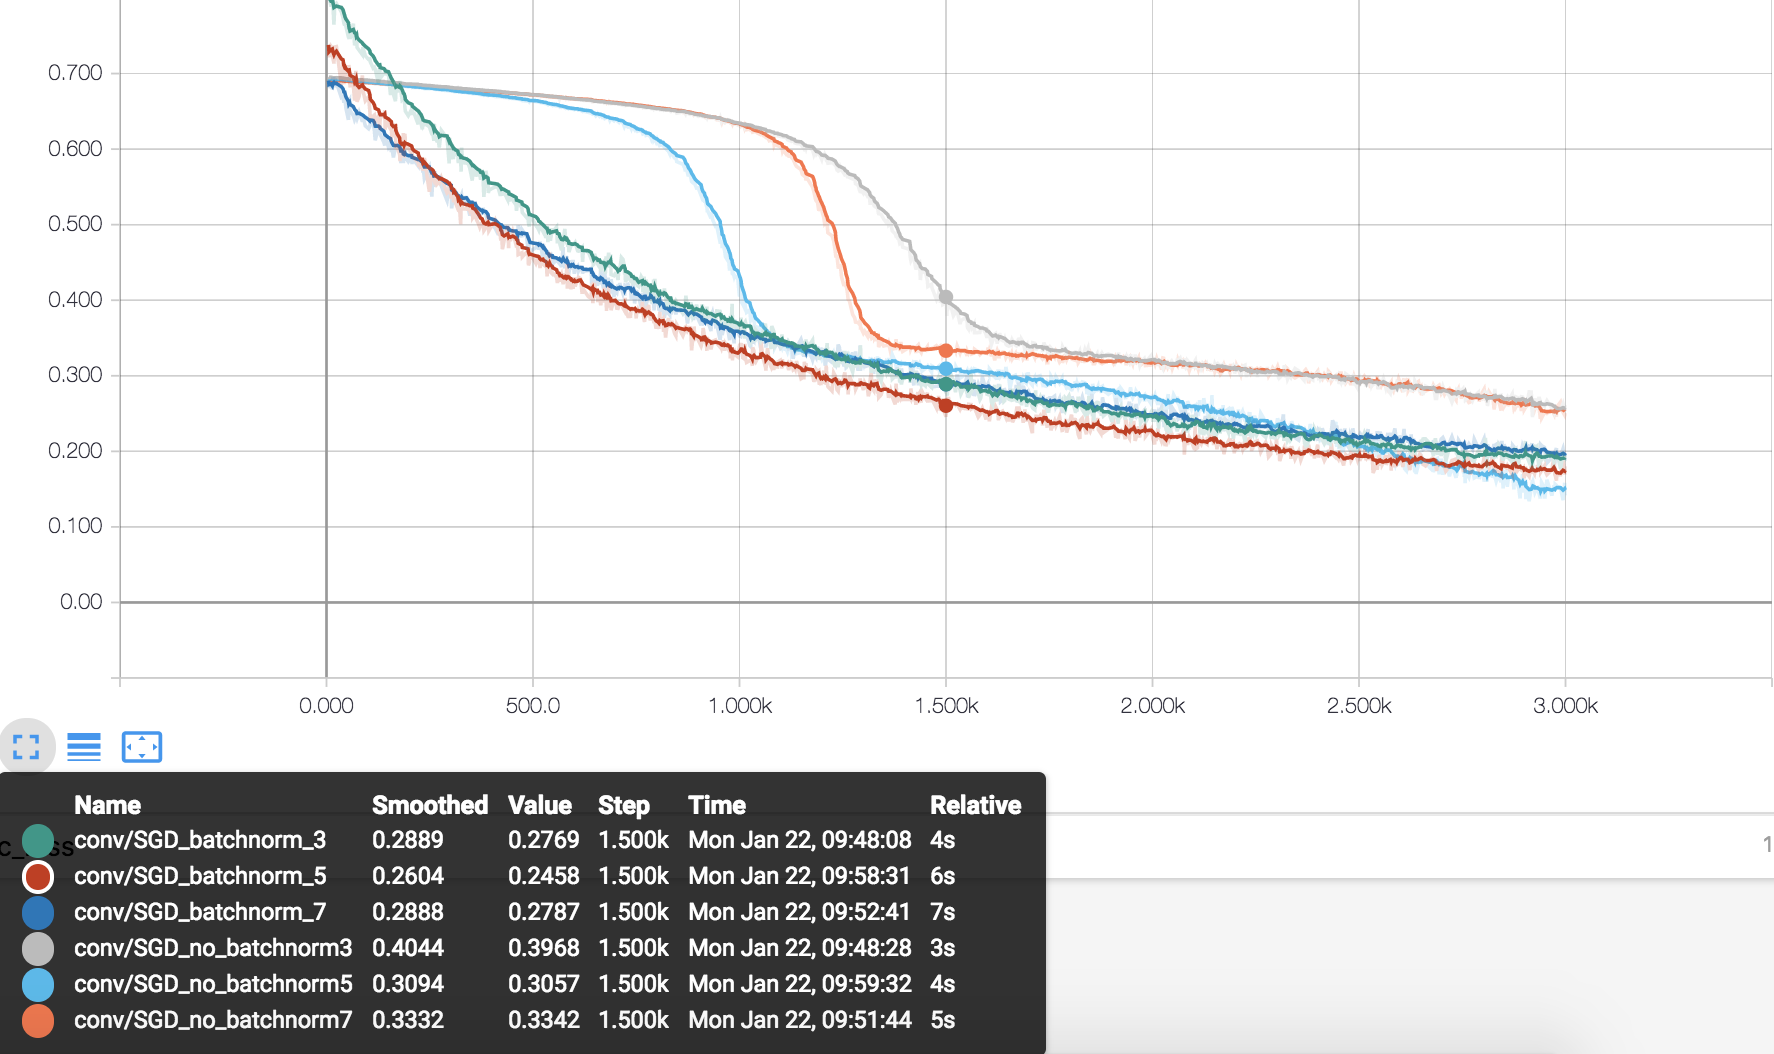 0.700
0.600
0.500
0.400
0.300
0.200
0.100
0.00
0.000 500.0 1.000k 1.500k 2.000k 2.500k 3.000k
Name Smoothed Value Step Time Relative
conv/SGD_batchnorm_3 0.2889 0.2769 1.500k Mon Jan 22, 09:48:08 4s
conv/SGD_batchnorm_5 0.2604 0.2458 1.500k Mon Jan 22, 09:58:31 6s
conv/SGD_batchnorm_7 0.2888 0.2787 1.500k Mon Jan 22, 09:52:41 7s
conv/SGD_no_batchnorm3 0.4044 0.3968 1.500k Mon Jan 22, 09:48:28 3s
conv/SGD_no_batchnorm5 0.3094 0.3057 1.500k Mon Jan 22, 09:59:32 4s
conv/SGD_no_batchnorm7 0.3332 0.3342 1.500k Mon Jan 22, 09:51:44 5s
1